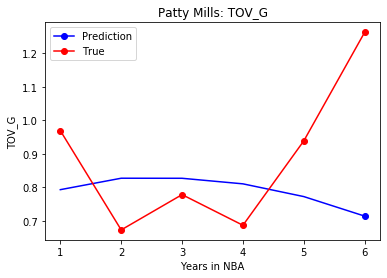 Patty Mills: TOV_G
Prediction
True
TOV_G
1.2
1.1
1.0
0.9
0.8
0.7
1 2 3 4 5 6
Years in NBA